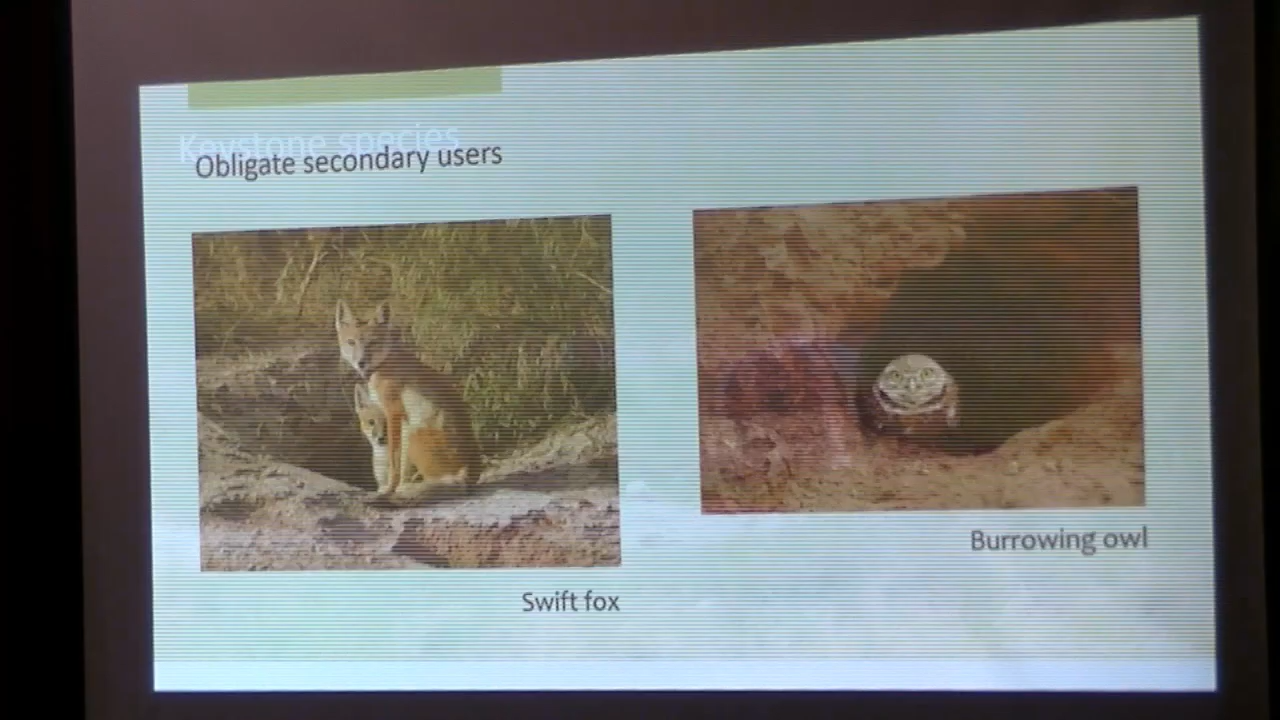 Keystone species
Obligate secondary users
Burrowing owl
Swift fox